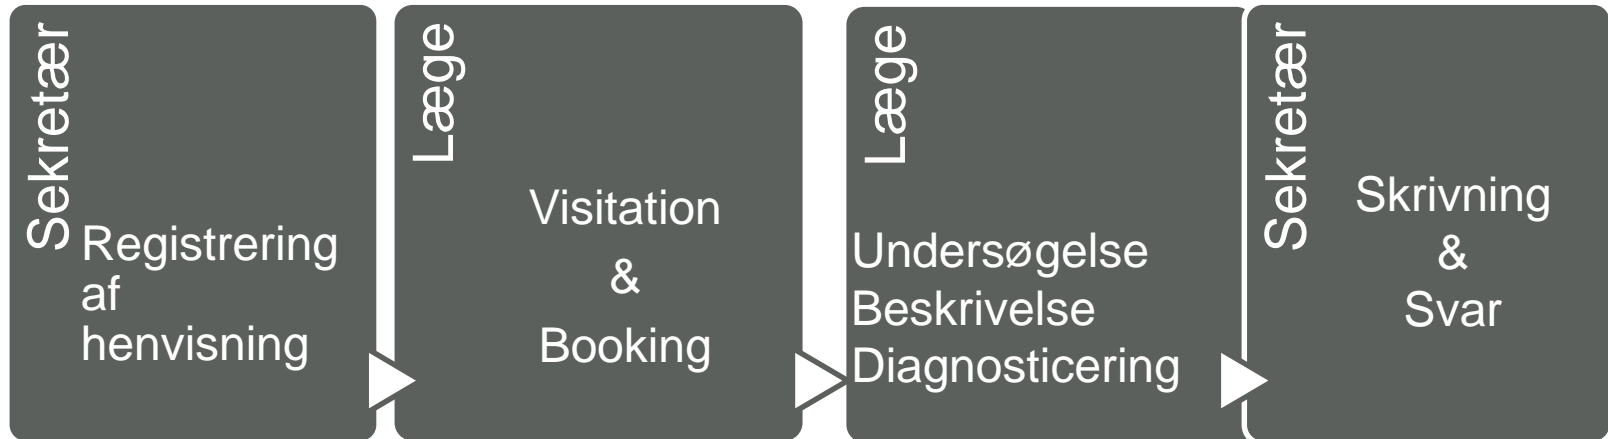 Sekretær
Registrering
af
henvisning
Læge
Visitation
&
Booking
Læge
Undersøgelse
Beskrivelse
Diagnosticering
Sekretær
Skrivning
&
Svar